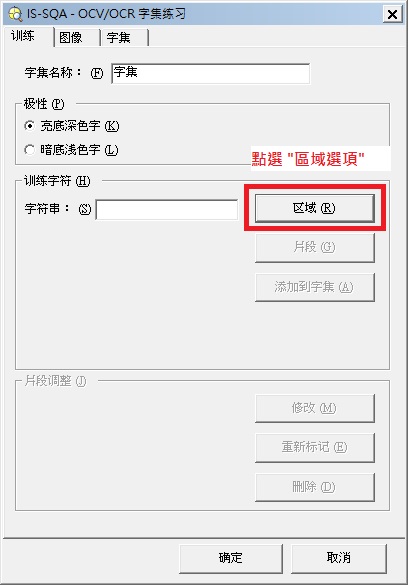 IS-SQA - OCV/OCR 字集练习
训练 图像 字集
字集名称： (F) 字集
极性 (P)
亮底深色字 (K)
暗底浅色字 (L)
點選 "區域選項"
训练字符 (H)
字符串： (S) 区域 (R)
片段 (G)
添加到字集 (A)
片段调整 (J)
修改 (M)
重新标记 (E)
删除 (D)
确定 取消